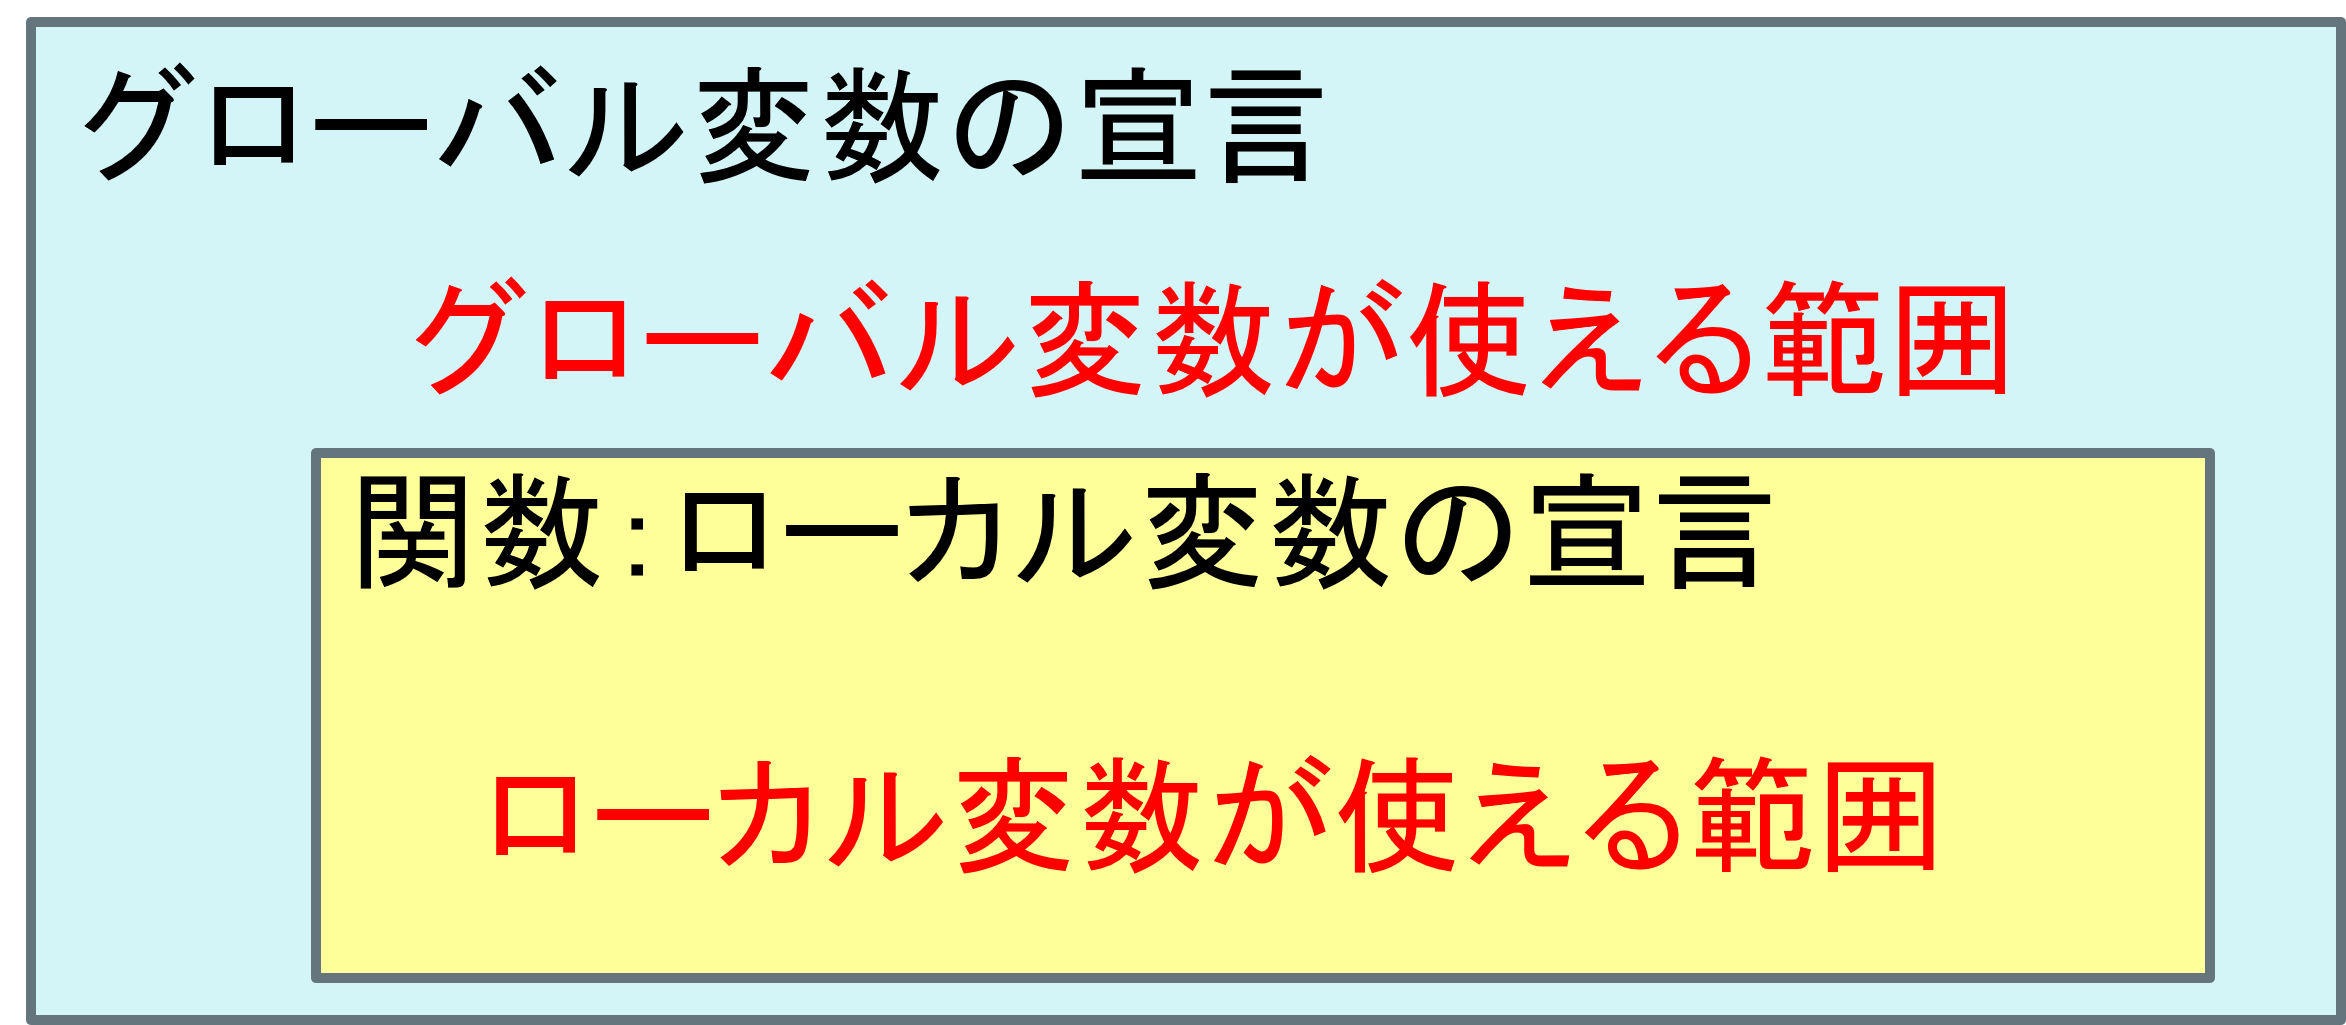 グローバル変数の宣言
グローバル変数が使える範囲
関数：ローカル変数の宣言
ローカル変数が使える範囲